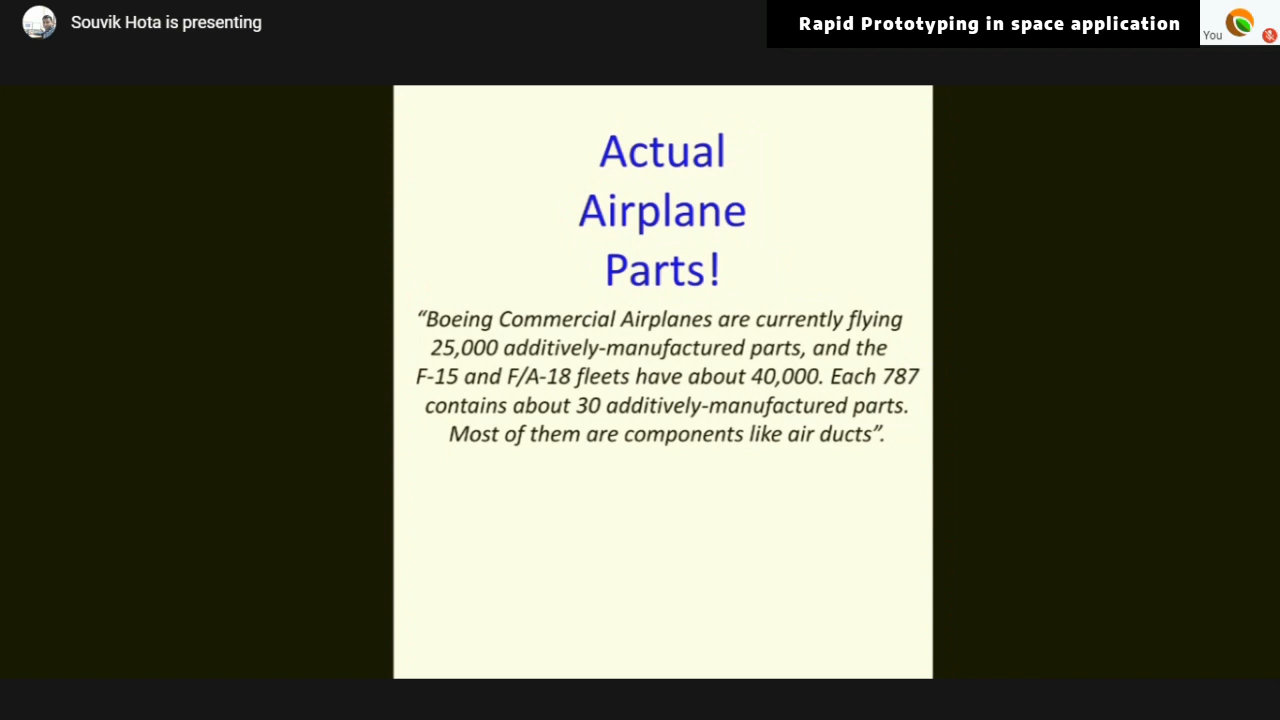 Souvik Hota is presenting
Rapid Prototyping in space application
You
Actual
Airplane
Parts!
“Boeing Commercial Airplanes are currently flying
25,000 additively-manufactured parts, and the
F-15 and F/A-18 fleets have about 40,000. Each 787
contains about 30 additively-manufactured parts.
Most of them are components like air ducts”.